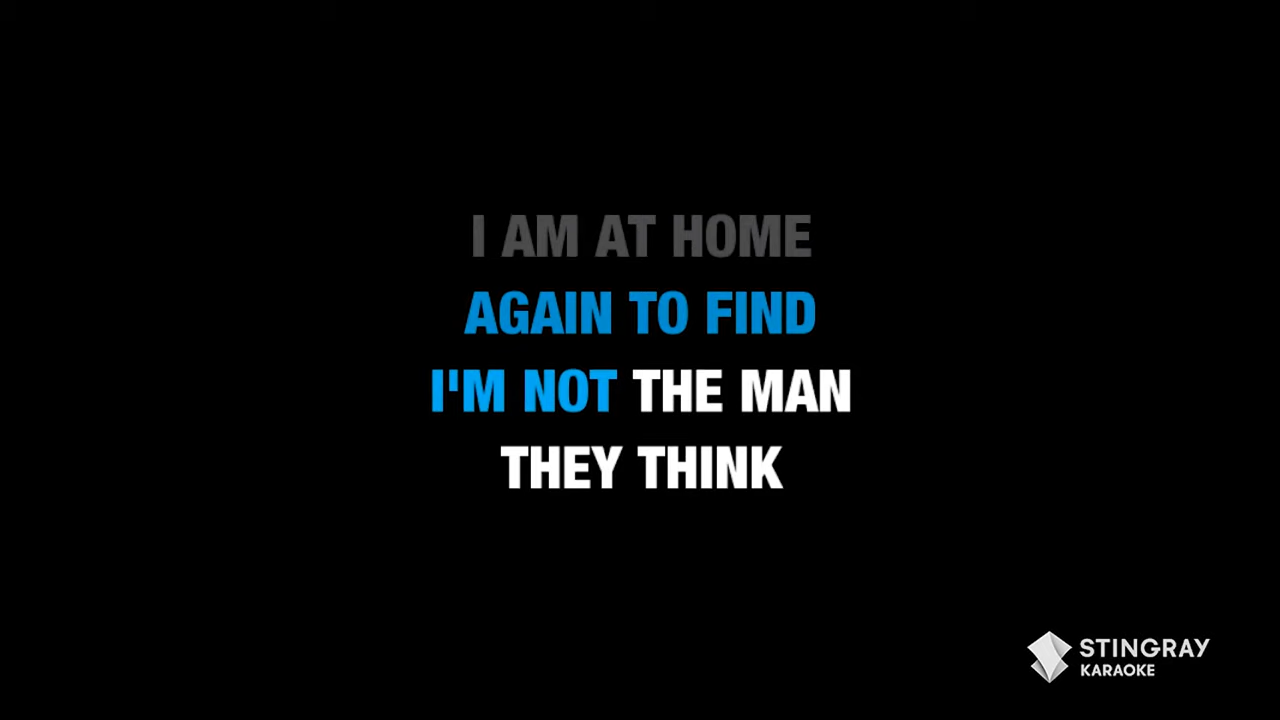 I AM AT HOME
AGAIN TO FIND
I'M NOT THE MAN
THEY THINK
STINGRAY
KARAOKE